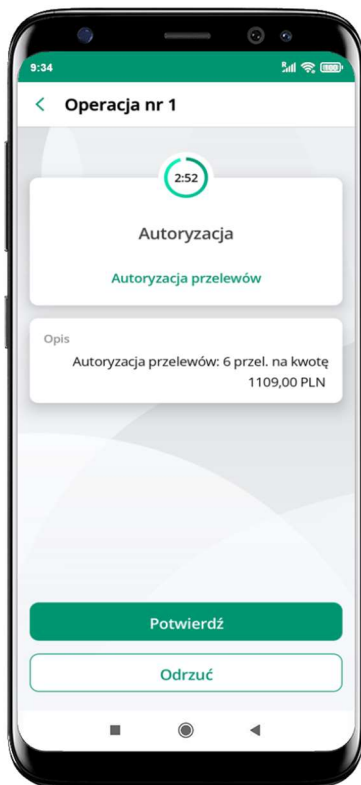 9:34
Operacja nr 1
2:52
Autoryzacja
Autoryzacja przelewów
Opis
Autoryzacja przelewów: 6 przel. na kwotę
1109,00 PLN
Potwierdź
Odrzuć